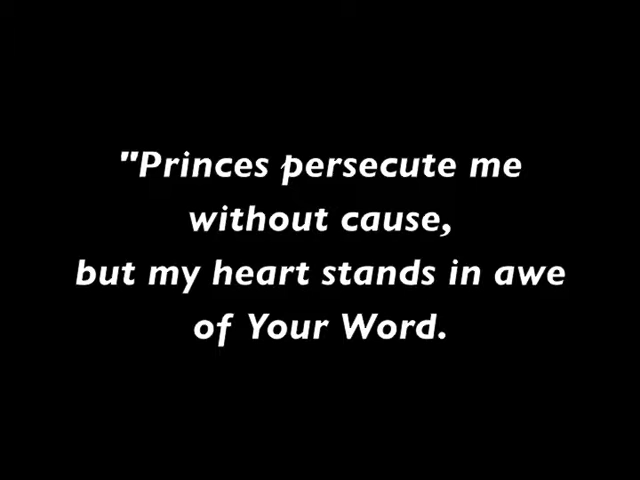 "Princes persecute me
without cause,
but my heart stands in awe
of Your Word.